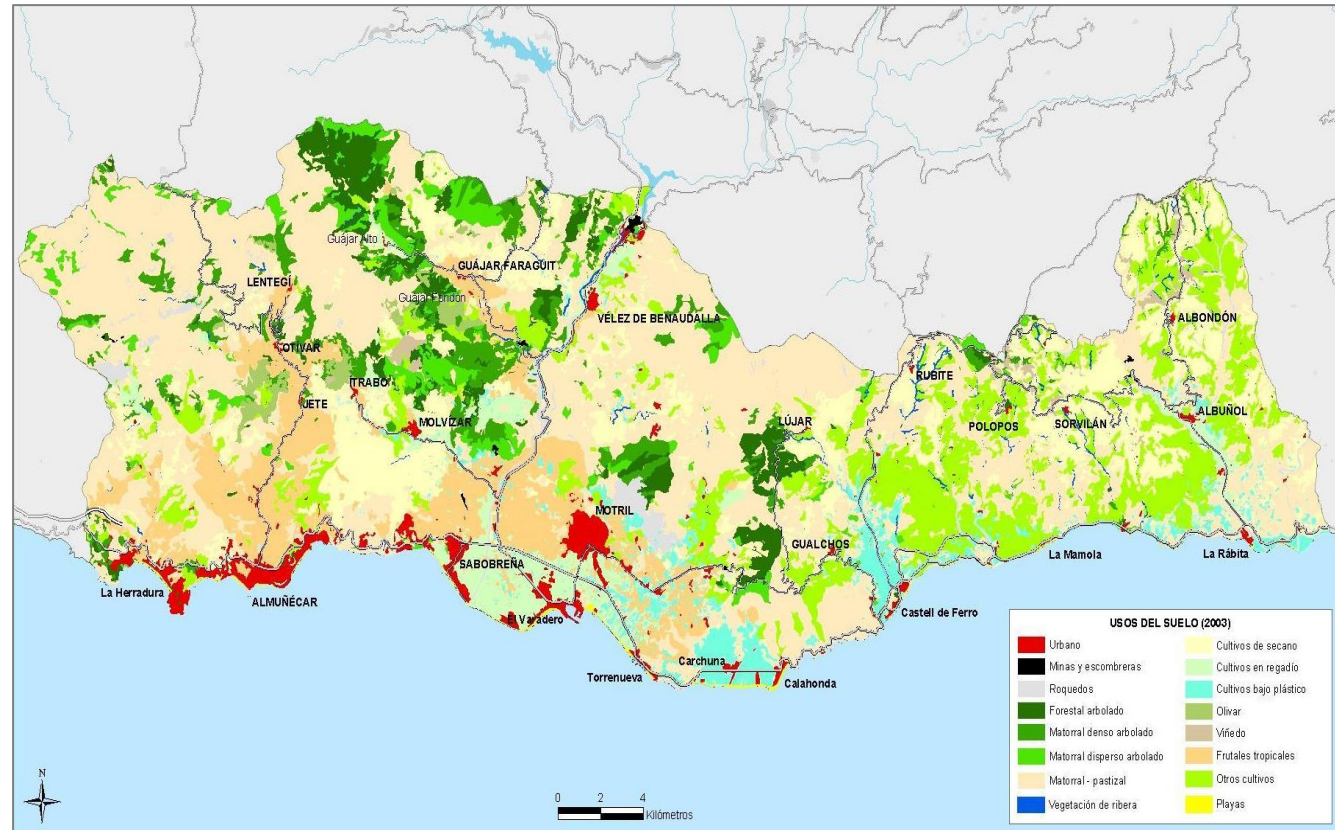 Guájar Alto
GUÁJAR FARAGUIT
LENTEGÍ
Guajar Fondón
VÉLEZ DE BENAUDALLA
ALBONDÓN
OTIVAR
RUBITE
ITRABO
JETE
MOLVÍZAR
LÚJAR
POLOPOS
SORVILÁN
ALBUÑOL
MOTRIL
GUALCHOS
La Mamola
La Rábita
SABOBREÑA
La Herradura
ALMUÑÉCAR
El Varadero
Castell de Ferro
Carchuna
Torrenueva
Calahonda
USOS DEL SUELO (2003)
Urbano
Minas y escombreras
Roquedos
Forestal arbolado
Matorral denso arbolado
Matorral disperso arbolado
Matorral - pastizal
Vegetación de ribera
Cultivos de secano
Cultivos en regadío
Cultivos bajo plástico
Olivar
Viñedo
Frutales tropicales
Otros cultivos
Playas
N
0 2 4
Kilómetros